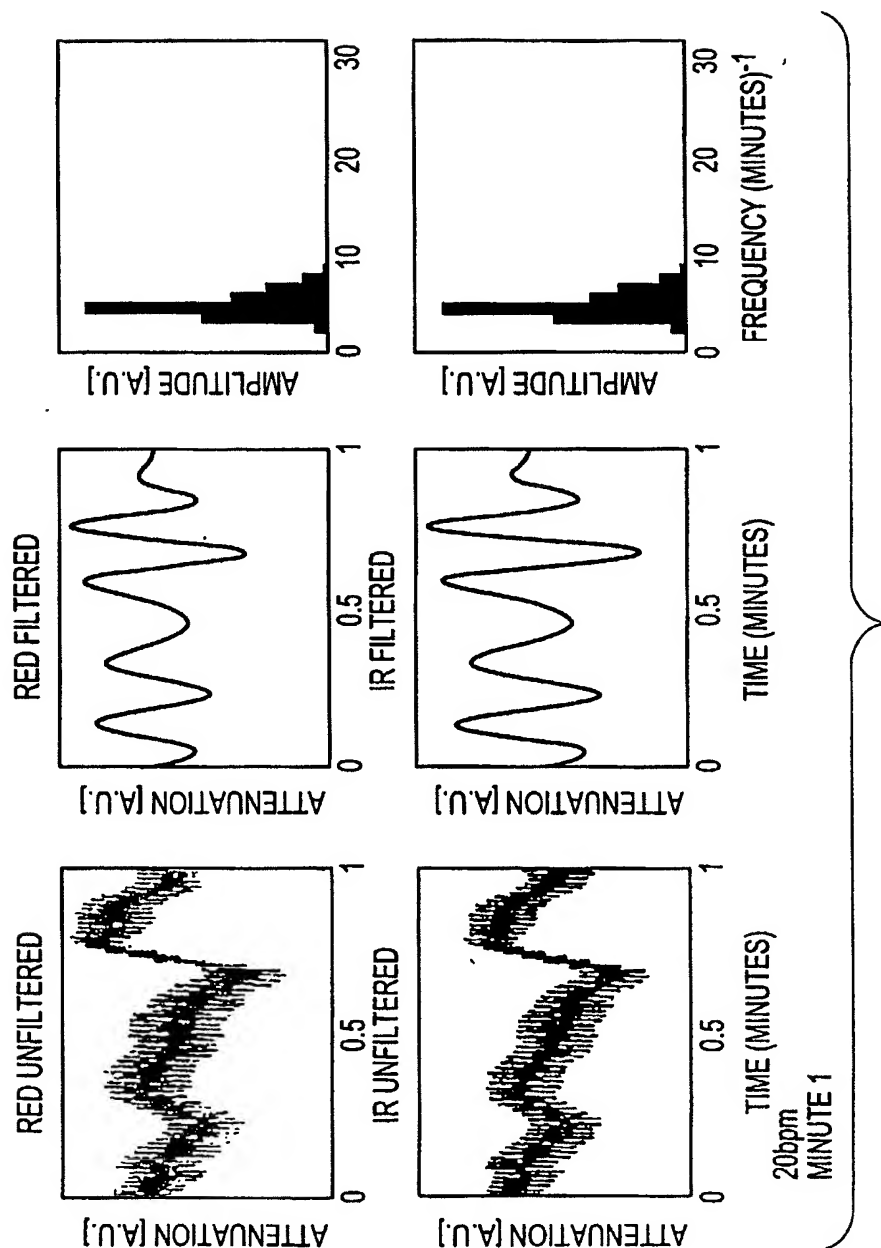 RED UNFILTERED
ATTENUATION [A.U.]
0
0.5
1
RED FILTERED
ATTENUATION [A.U.]
0
0.5
1
AMPLITUDE [A.U.]
0
10
20
30
IR UNFILTERED
ATTENUATION [A.U.]
0
0.5
1
TIME (MINUTES)
IR FILTERED
ATTENUATION [A.U.]
0
0.5
1
TIME (MINUTES)
AMPLITUDE [A.U.]
0
10
20
30
FREQUENCY (MINUTES)-1
20bpm
MINUTE 1